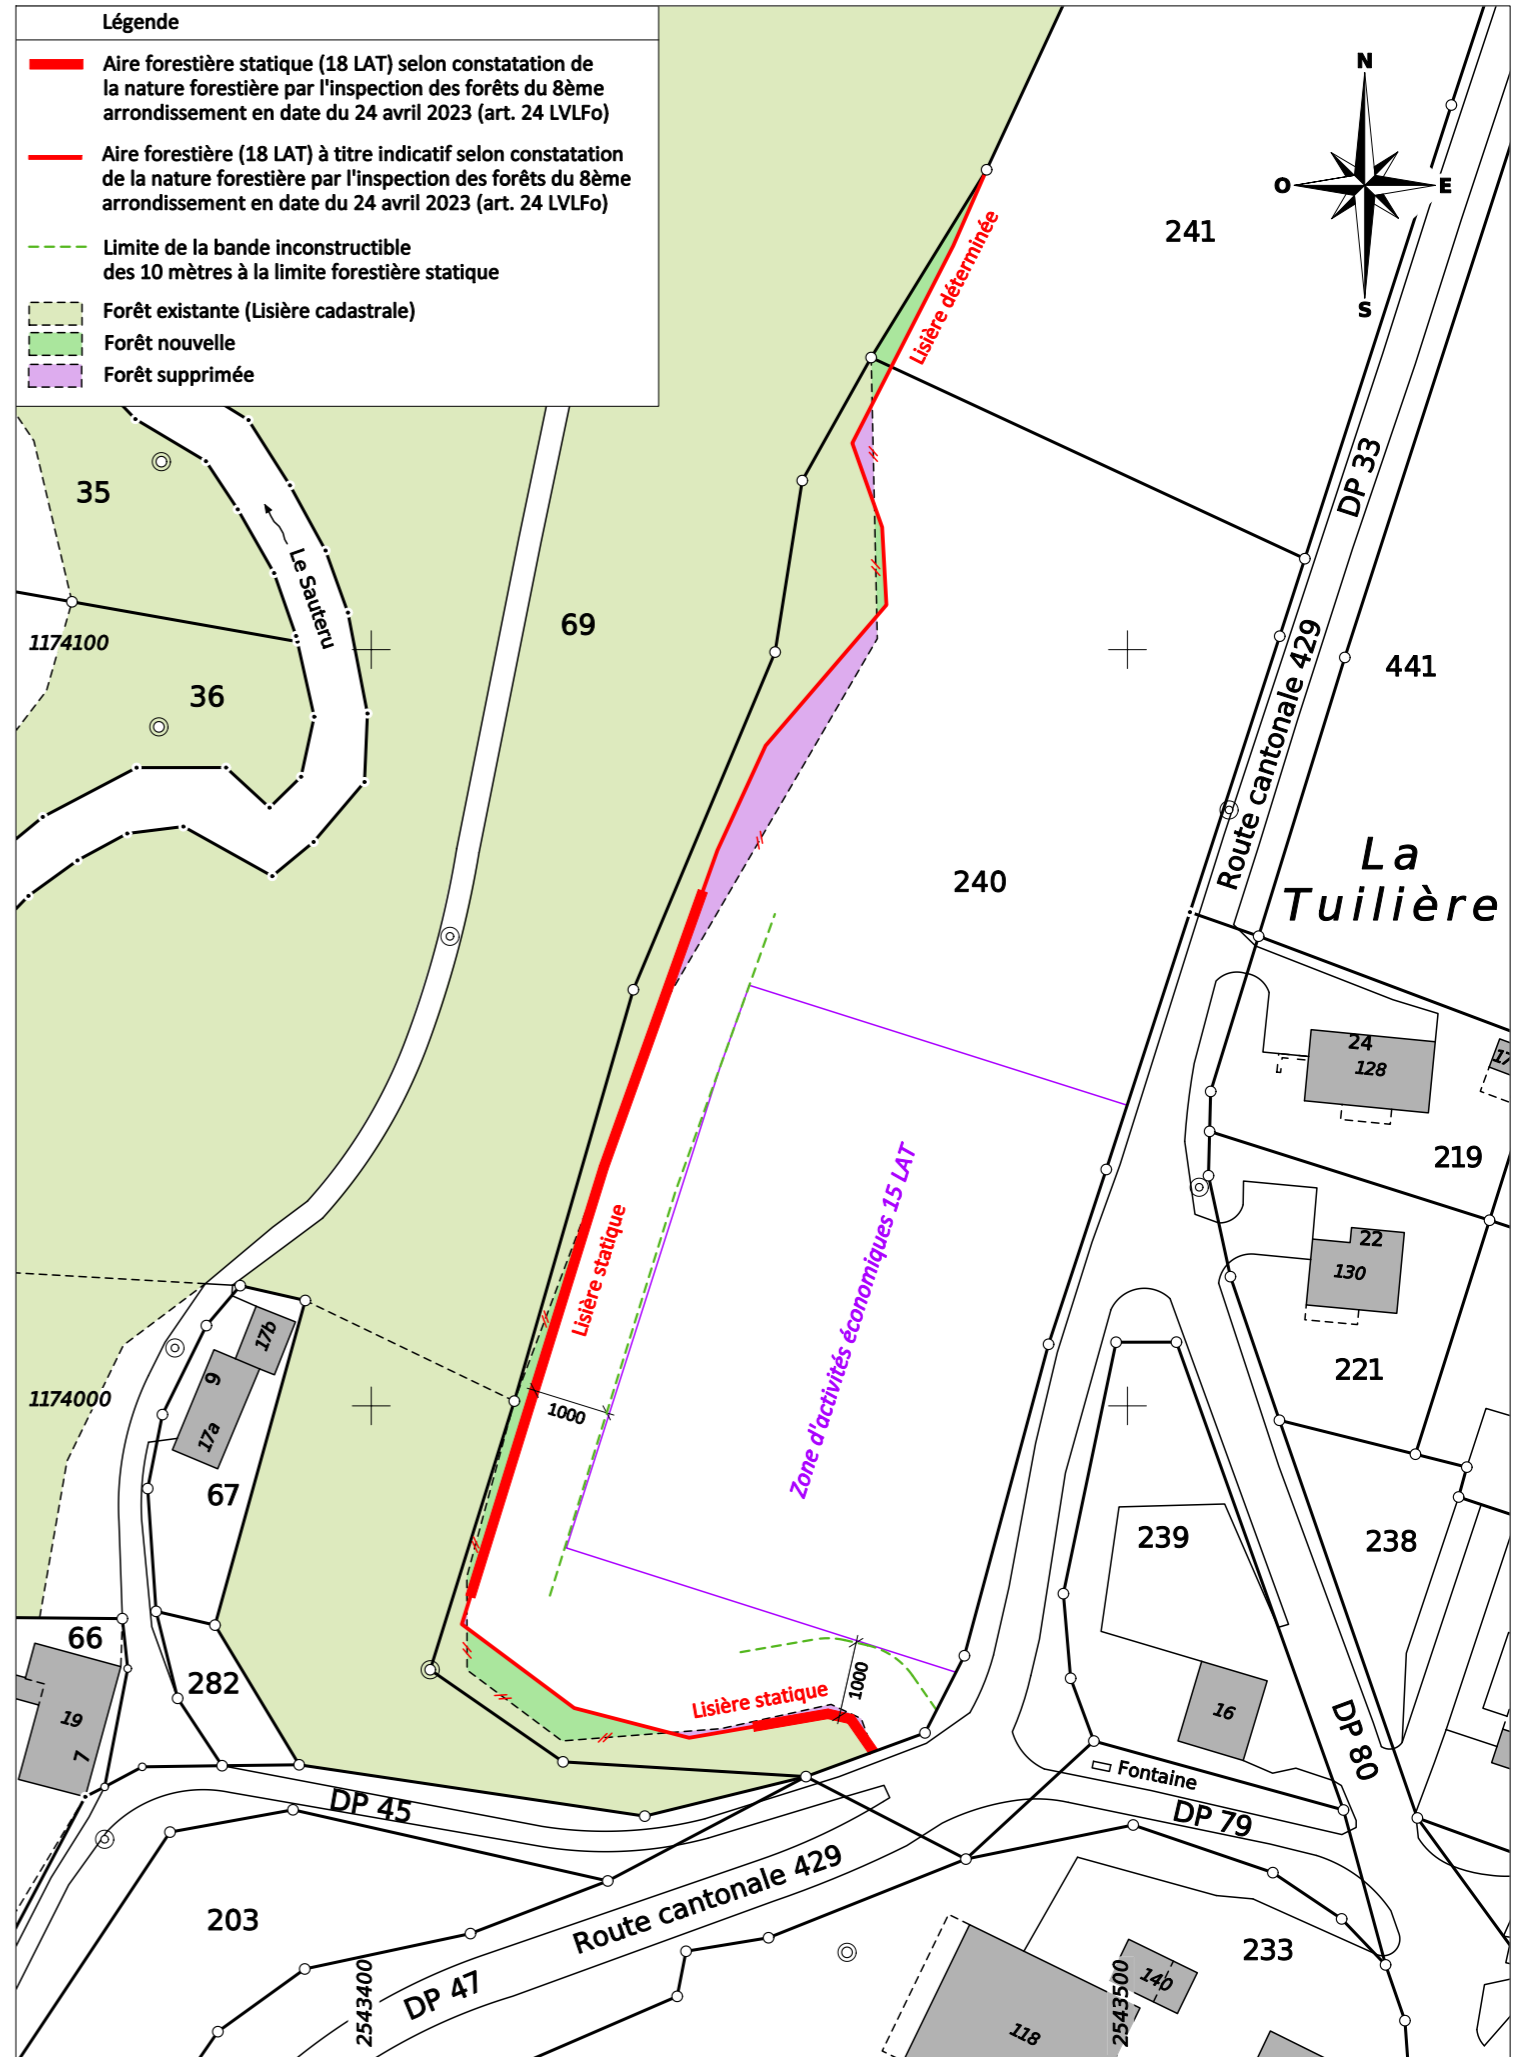 Légende
Aire forestière statique (18 LAT) selon constatation de
la nature forestière par l'inspection des forêts du 8ème
arrondissement en date du 24 avril 2023 (art. 24 LVLFo)
Aire forestière (18 LAT) à titre indicatif selon constatation
de la nature forestière par l'inspection des forêts du 8ème
arrondissement en date du 24 avril 2023 (art. 24 LVLFo)
Limite de la bande inconstructible
des 10 mètres à la limite forestière statique
Forêt existante (Lisière cadastrale)
Forêt nouvelle
Forêt supprimée
N
O
E
S
241
Lisière déterminée
35
DP 33
Le Sauteru
69
1174100
36
441
Route cantonale 429
La
Tuilière
240
24
128
17
219
Zone d'activités économiques 15 LAT
Lisière statique
22
130
17b
9
17a
221
1174000
1000
67
239
238
66
282
1000
Lisière statique
19
7
16
DP 80
Fontaine
DP 45
DP 79
Route cantonale 429
203
233
DP 47
2543400
2543500
140
118